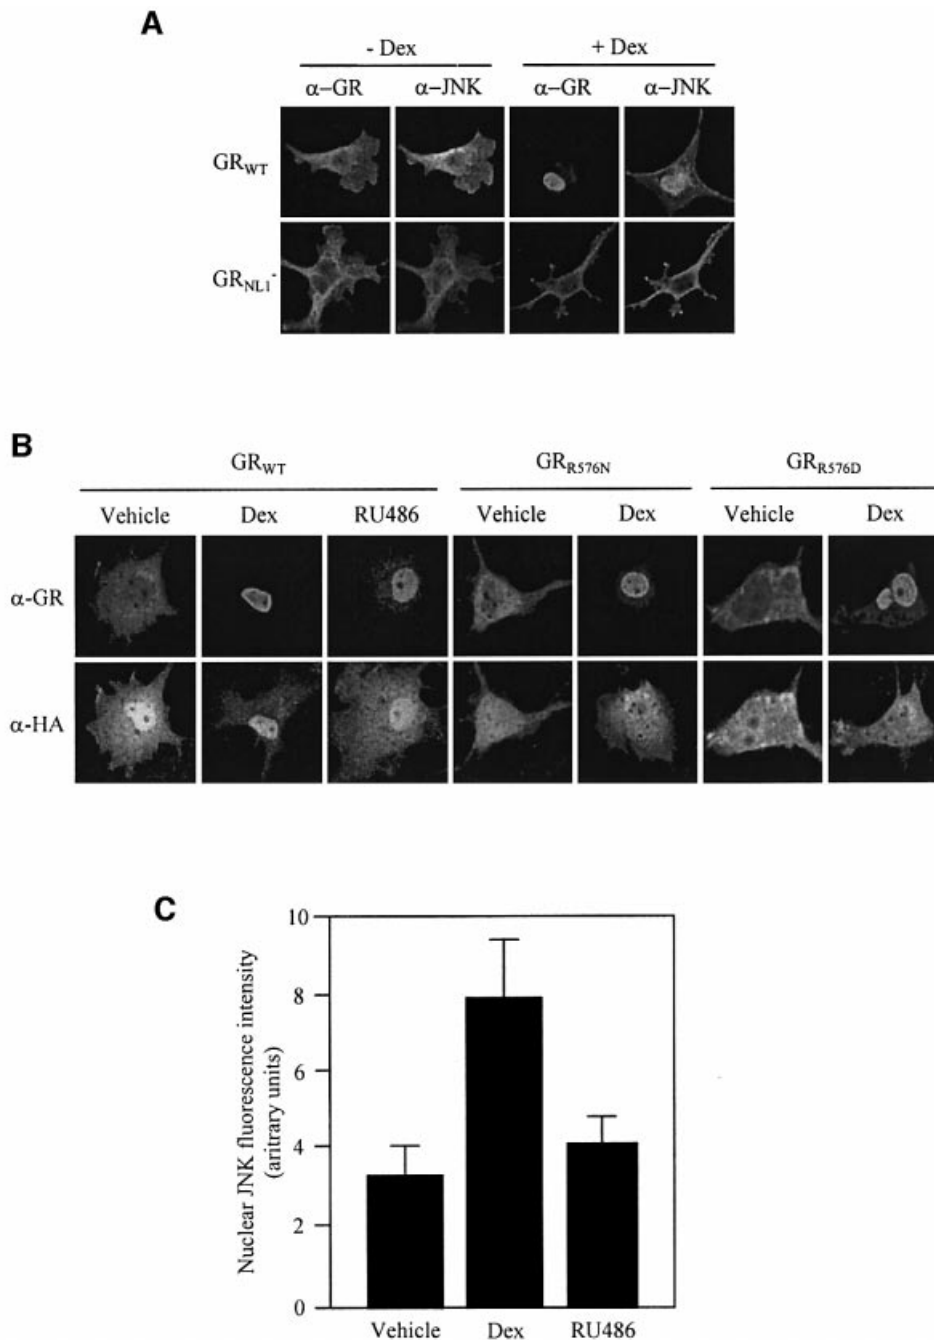 A
- Dex + Dex
α–GR α–JNK α–GR α–JNK
GRWT
GRNL1-
B
GRWT GRR576N GRR576D
Vehicle Dex RU486 Vehicle Dex Vehicle Dex
α-GR
α-HA
C
Nuclear JNK fluorescence intensity
(aritrary units)
10
8
6
4
2
0
Vehicle Dex RU486